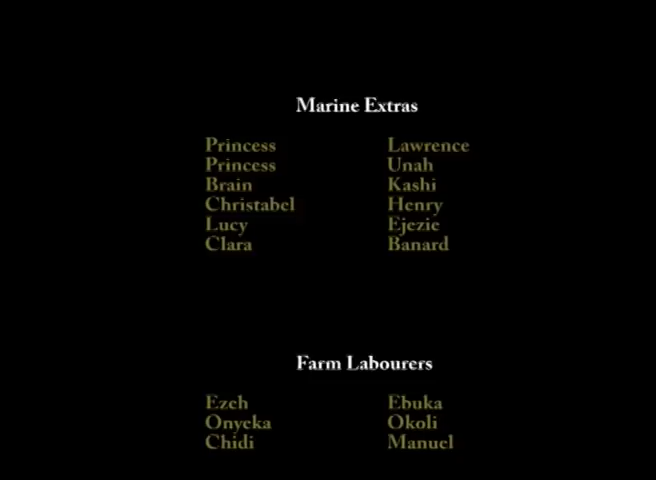 Marine Extras
Princess Lawrence
Princess Unah
Brain Kashi
Christabel Henry
Lucy Ejezie
Clara Banard
Farm Labourers
Ezeh Ebuka
Onyeka Okoli
Chidi Manuel